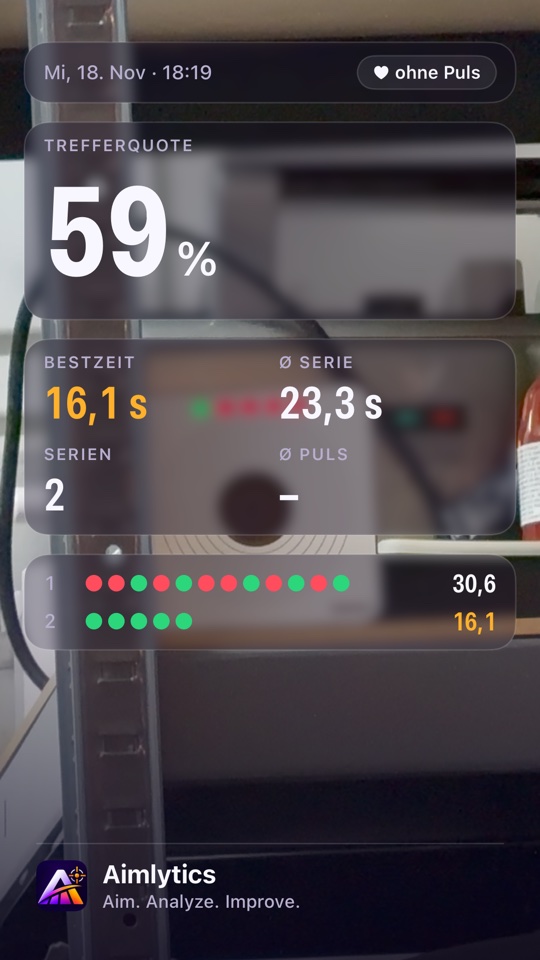 Mi, 18. Nov · 18:19
ohne Puls
TREFFERQUOTE
59 %
BESTZEIT
Ø SERIE
16,1 s
23,3 s
SERIEN
Ø PULS
2
–
1
30,6
2
16,1
Aimlytics
Aim. Analyze. Improve.